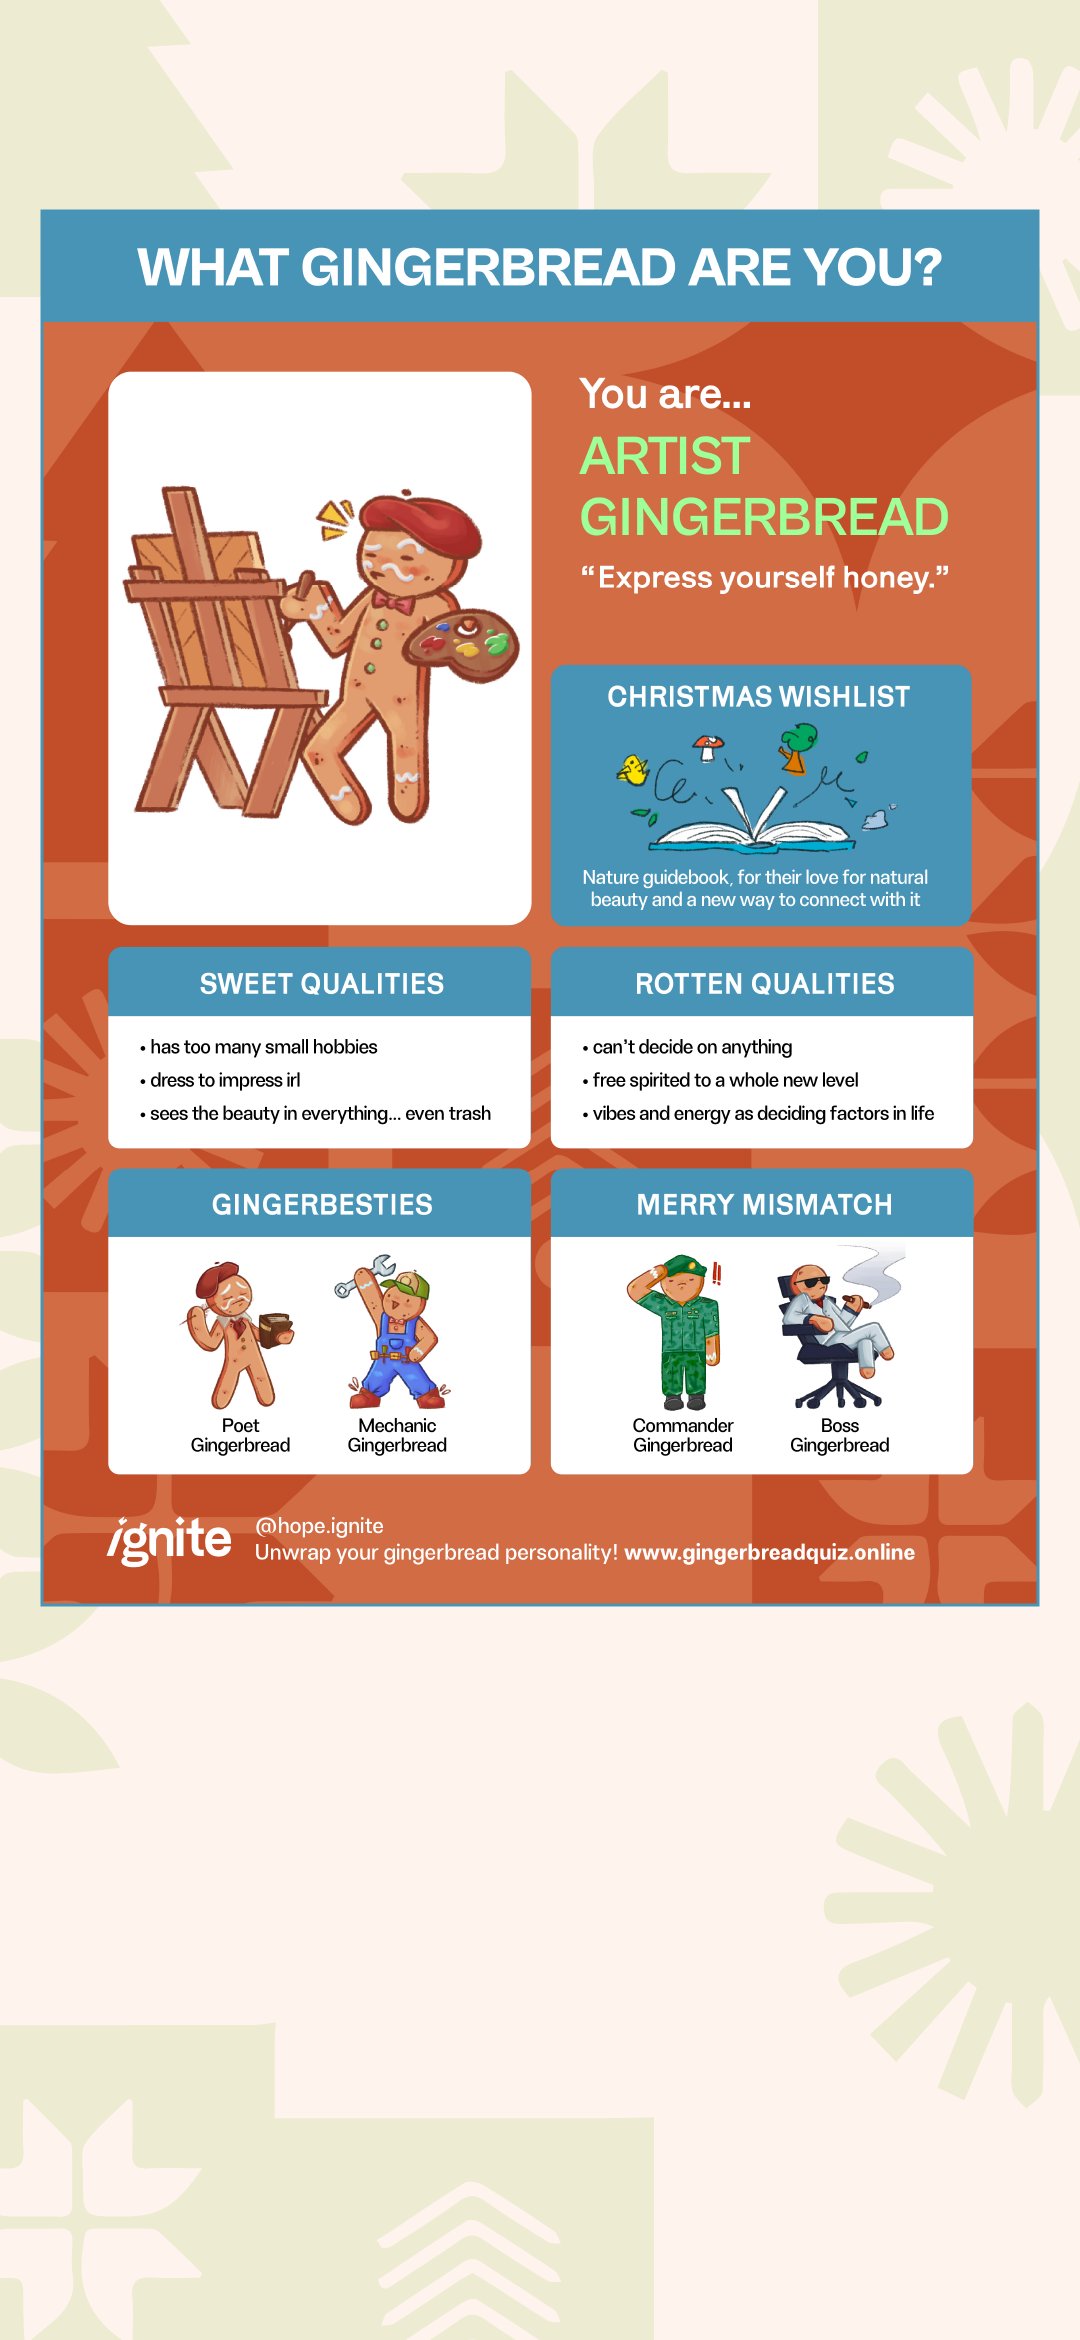 WHAT GINGERBREAD ARE YOU?
You are...
ARTIST
GINGERBREAD
“Express yourself honey.”
CHRISTMAS WISHLIST
Nature guidebook, for their love for natural
beauty and a new way to connect with it
SWEET QUALITIES
• has too many small hobbies
• dress to impress irl
• sees the beauty in everything... even trash
ROTTEN QUALITIES
• can’t decide on anything
• free spirited to a whole new level
• vibes and energy as deciding factors in life
GINGERBESTIES
Poet
Gingerbread
Mechanic
Gingerbread
MERRY MISMATCH
Commander
Gingerbread
Boss
Gingerbread
ignite
@hope.ignite
Unwrap your gingerbread personality! www.gingerbreadquiz.online